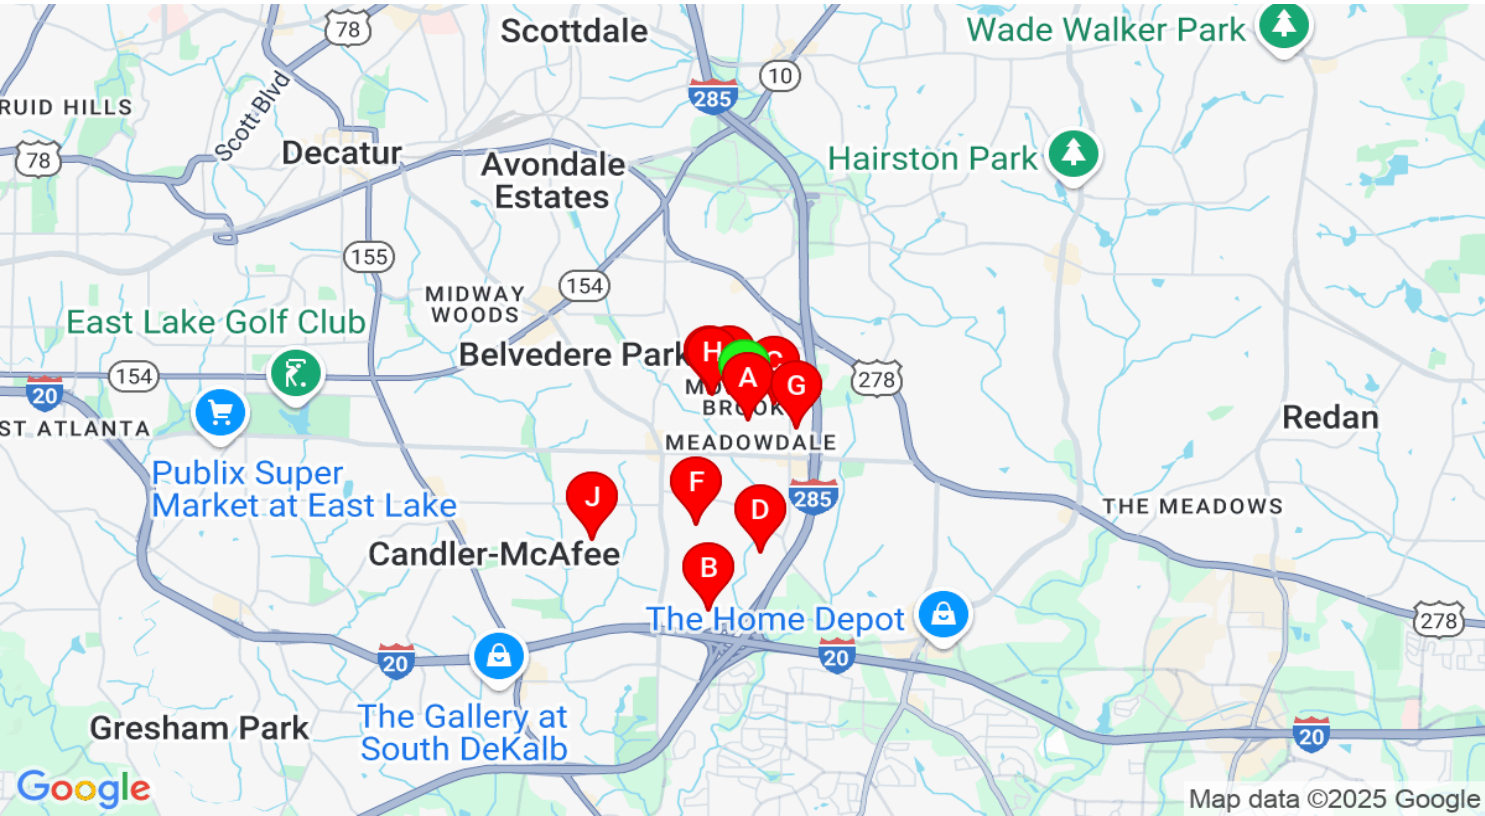 Scottdale
78
Wade Walker Park
10
285
RUID HILLS
Scott Blvd
78
Decatur
Avondale
Estates
Hairston Park
155
154
MIDWAY
WOODS
East Lake Golf Club
Belvedere Park
H
A
G
154
278
20
BROOK
ST ATLANTA
MEADOWDALE
Redan
Publix Super
Market at East Lake
J
F
D
285
THE MEADOWS
Candler-McAfee
B
The Home Depot
278
20
20
The Gallery at
South DeKalb
Gresham Park
20
Google
Map data ©2025 Google